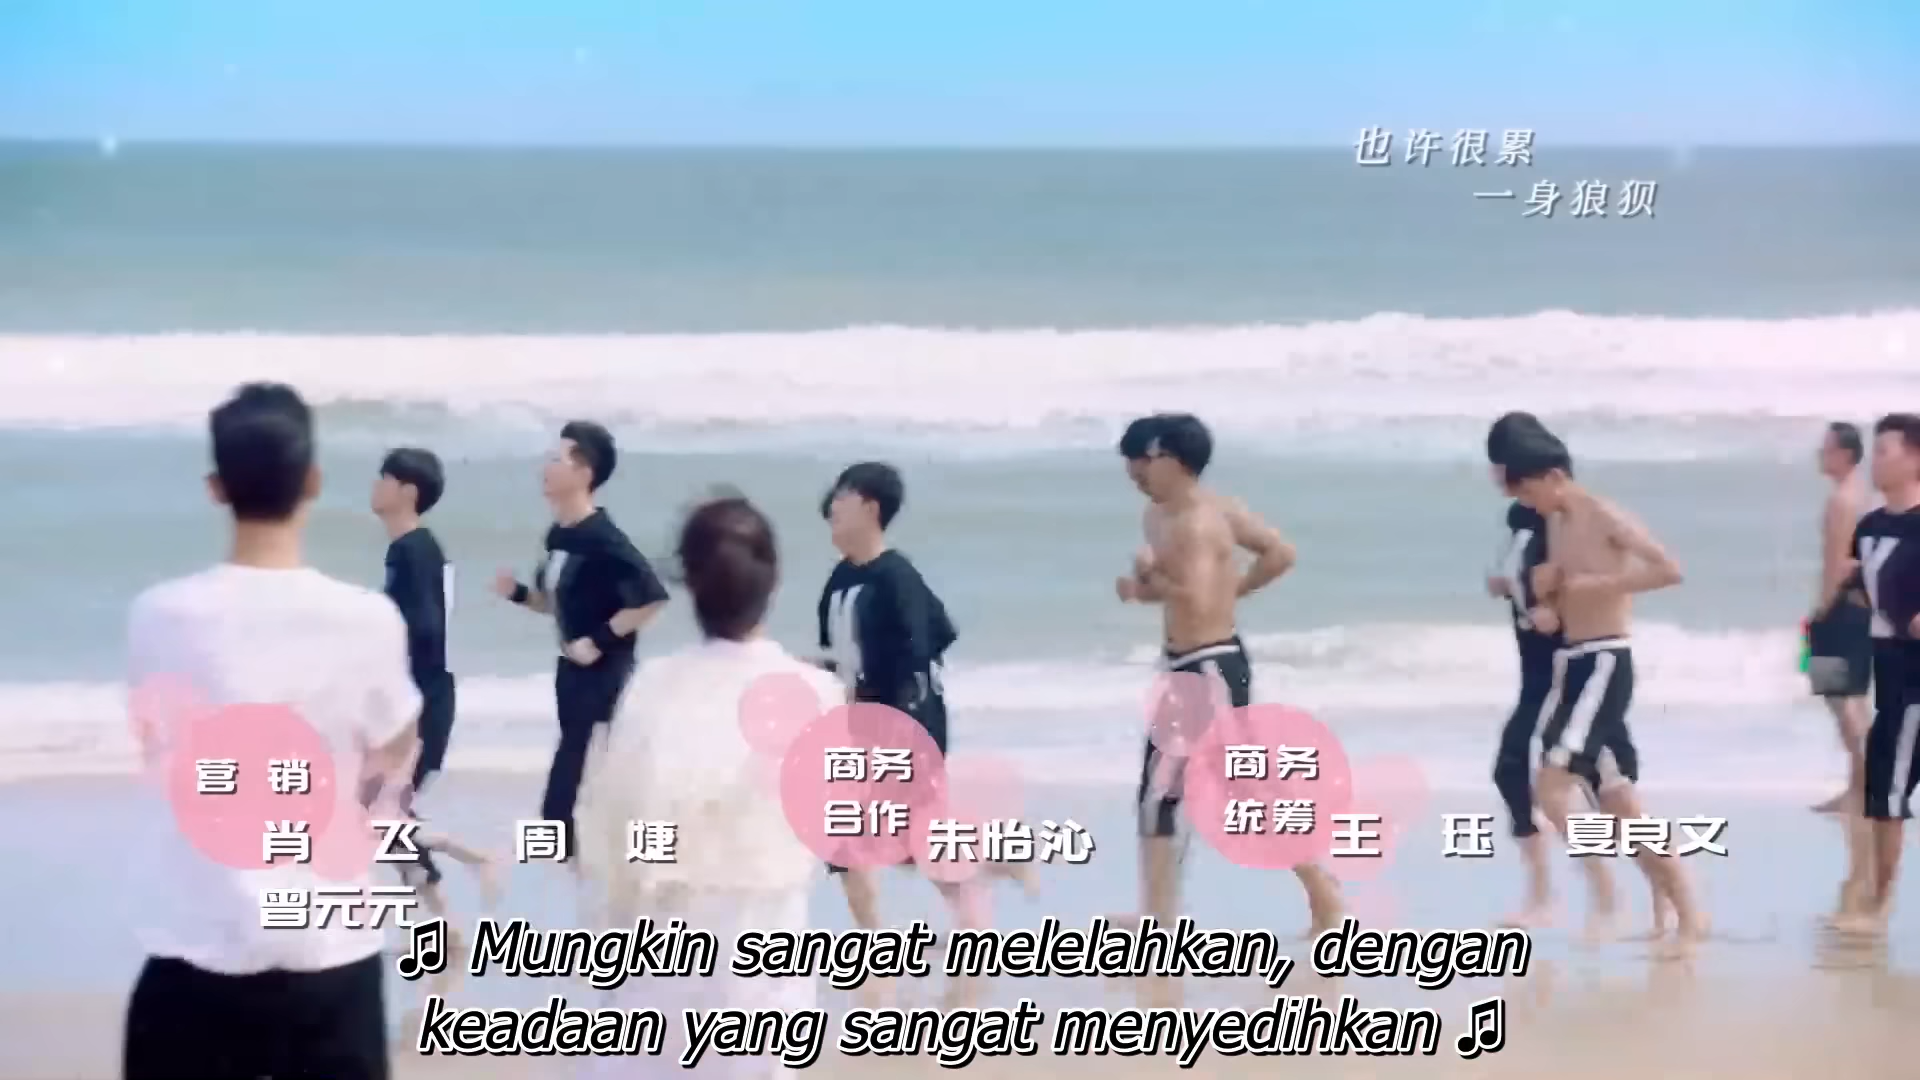 也许很累
一身狼狈
营 销
肖 飞 周 婕
曾元元
商务
合作
朱怡沁
商务
统筹
王 珏 夏良文
♫ Mungkin sangat melelahkan, dengan
keadaan yang sangat menyedihkan ♫